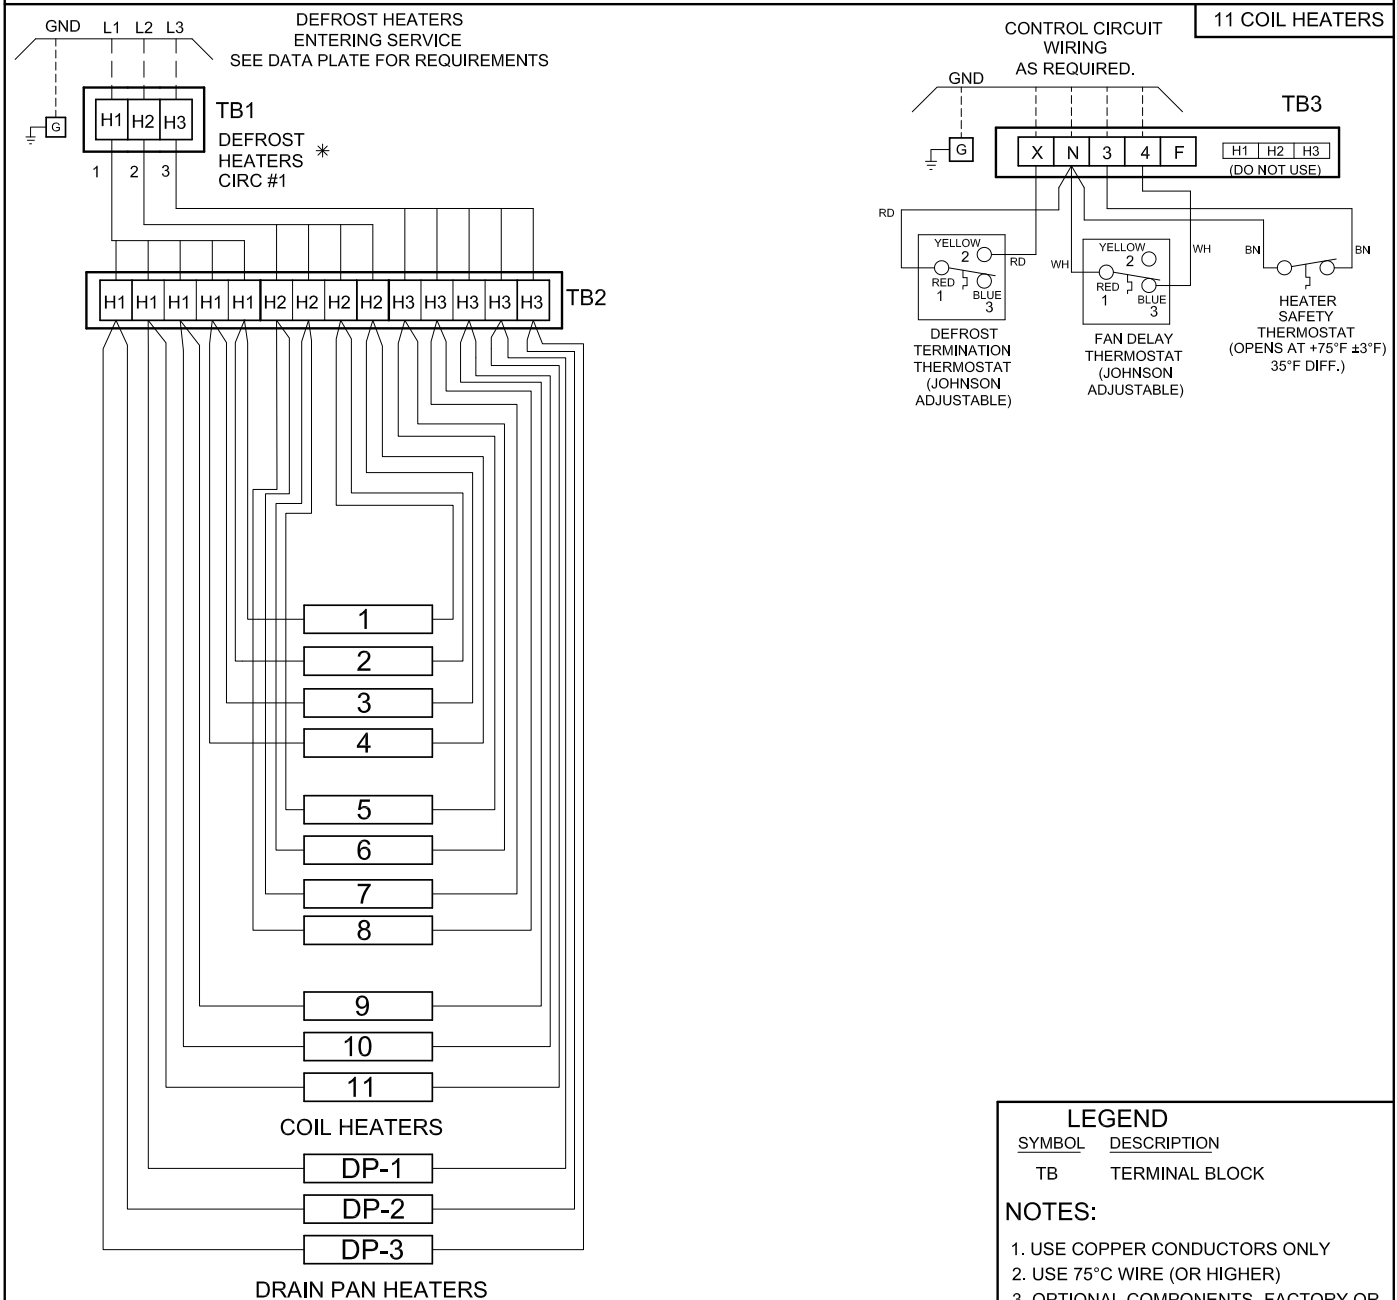 GND L1 L2 L3
DEFROST HEATERS
ENTERING SERVICE
SEE DATA PLATE FOR REQUIREMENTS
G
H1 H2 H3
TB1
DEFROST
HEATERS *
CIRC #1
1 2 3
H1 H1 H1 H1 H1 H2 H2 H2 H2 H3 H3 H3 H3 H3
TB2
1
2
3
4
5
6
7
8
9
10
11
COIL HEATERS
DP-1
DP-2
DP-3
DRAIN PAN HEATERS
11 COIL HEATERS
CONTROL CIRCUIT
WIRING
AS REQUIRED.
GND
TB3
G
X N 3 4 F
H1 H2 H3
(DO NOT USE)
RD
YELLOW
2
RD
RED
1
BLUE
3
DEFROST
TERMINATION
THERMOSTAT
(JOHNSON
ADJUSTABLE)
WH
YELLOW
2
WH
RED
1
BLUE
3
FAN DELAY
THERMOSTAT
(JOHNSON
ADJUSTABLE)
BN
BN
HEATER
SAFETY
THERMOSTAT
(OPENS AT +75°F ±3°F)
35°F DIFF.)
LEGEND
SYMBOL DESCRIPTION
TB TERMINAL BLOCK
NOTES:
1. USE COPPER CONDUCTORS ONLY
2. USE 75°C WIRE (OR HIGHER)
3. OPTIONAL COMPONENTS, FACTORY OR